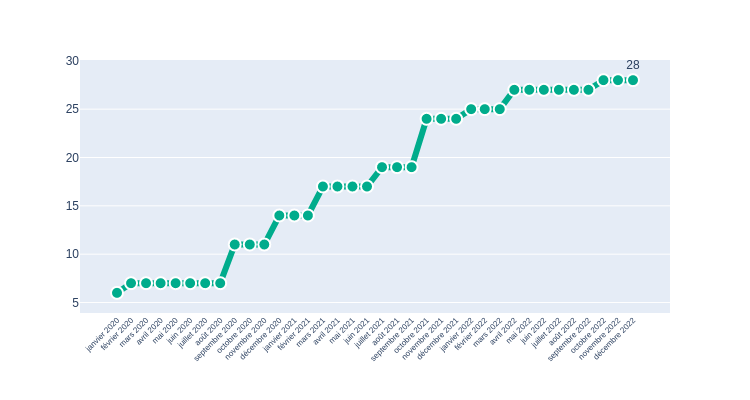 30
28
25
20
15
10
5
janvier 2020
février 2020
mars 2020
avril 2020
mai 2020
juin 2020
juillet 2020
août 2020
septembre 2020
octobre 2020
novembre 2020
décembre 2020
janvier 2021
février 2021
mars 2021
avril 2021
mai 2021
juin 2021
juillet 2021
août 2021
septembre 2021
octobre 2021
novembre 2021
décembre 2021
janvier 2022
février 2022
mars 2022
avril 2022
mai 2022
juin 2022
juillet 2022
août 2022
septembre 2022
octobre 2022
novembre 2022
décembre 2022